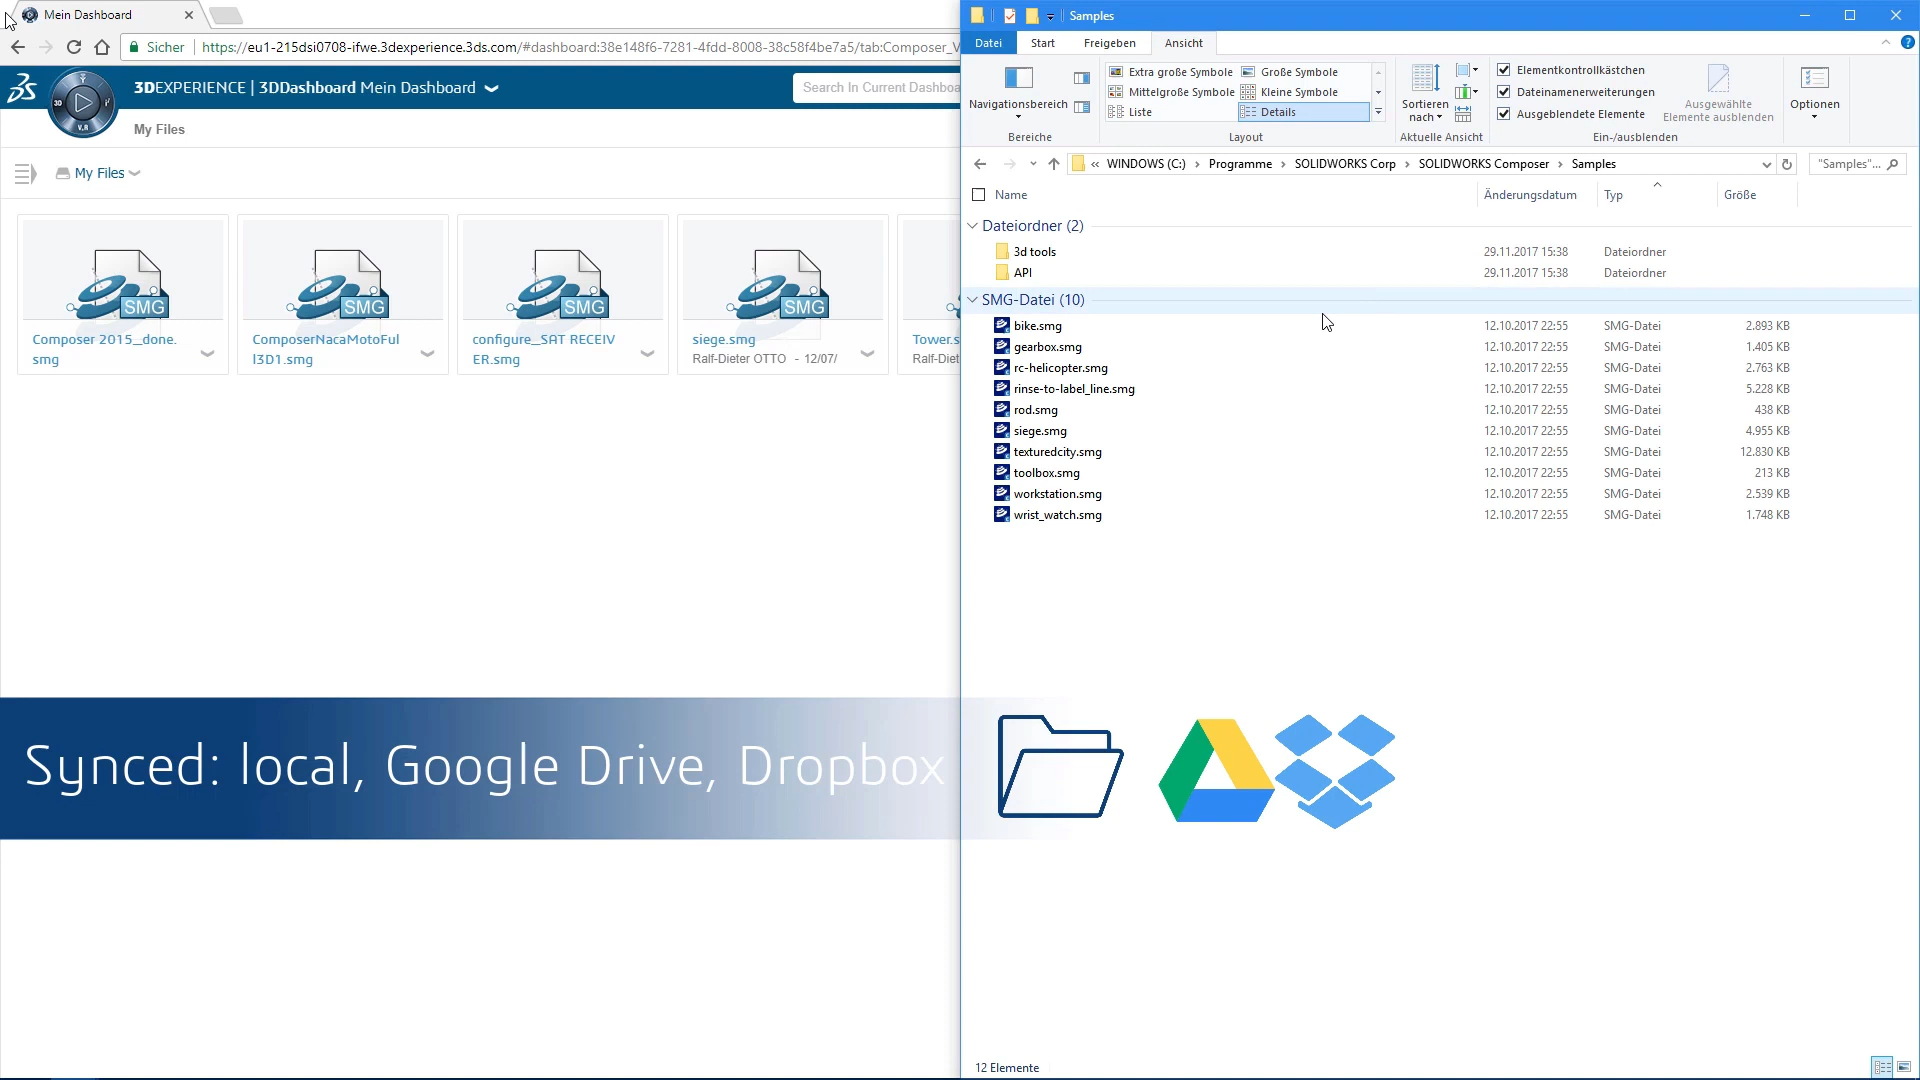 Mein Dashboard
Sicher
https://eu1-215dsi0708-ifwe.3dexperience.3ds.com/#dashboard:38e148f6-7281-4fdd-8008-38c58f4be7a5/tab:Composer_V
3DEXPERIENCE | 3DDashboard Mein Dashboard
Search In Current Dashboa
3D
V.R
My Files
My Files
SMG
Composer 2015_done.
smg
SMG
ComposerNacaMotoFul
l3D1.smg
SMG
configure_SAT RECEIV
ER.smg
SMG
siege.smg
Ralf-Dieter OTTO - 12/07/
Tower.s
Ralf-Diet
Synced: local, Google Drive, Dropbox
Samples
Datei Start Freigeben Ansicht
Navigationsbereich
Bereiche
Extra große Symbole Große Symbole
Mittelgroße Symbole Kleine Symbole
Liste Details
Layout
Sortieren
nach
Aktuelle Ansicht
Elementkontrollkästchen
Dateinamenerweiterungen
Ausgeblendete Elemente
Ausgewählte
Elemente ausblenden
Ein-/ausblenden
Optionen
« WINDOWS (C:) › Programme › SOLIDWORKS Corp › SOLIDWORKS Composer › Samples
"Samples"...
Name Änderungsdatum Typ Größe
Dateiordner (2)
3d tools 29.11.2017 15:38 Dateiordner
API 29.11.2017 15:38 Dateiordner
SMG-Datei (10)
bike.smg 12.10.2017 22:55 SMG-Datei 2.893 KB
gearbox.smg 12.10.2017 22:55 SMG-Datei 1.405 KB
rc-helicopter.smg 12.10.2017 22:55 SMG-Datei 2.763 KB
rinse-to-label_line.smg 12.10.2017 22:55 SMG-Datei 5.228 KB
rod.smg 12.10.2017 22:55 SMG-Datei 438 KB
siege.smg 12.10.2017 22:55 SMG-Datei 4.955 KB
texturedcity.smg 12.10.2017 22:55 SMG-Datei 12.830 KB
toolbox.smg 12.10.2017 22:55 SMG-Datei 213 KB
workstation.smg 12.10.2017 22:55 SMG-Datei 2.539 KB
wrist_watch.smg 12.10.2017 22:55 SMG-Datei 1.748 KB
12 Elemente